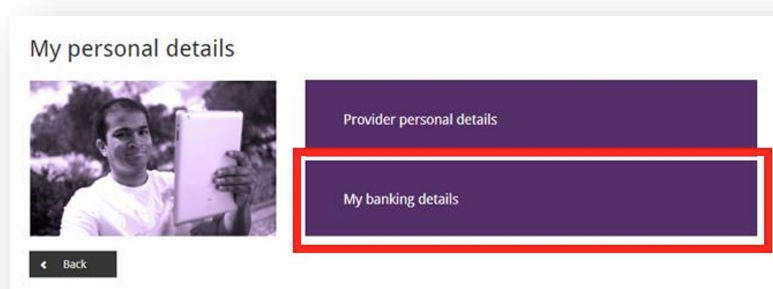 My personal details
Provider personal details
My banking details
Back